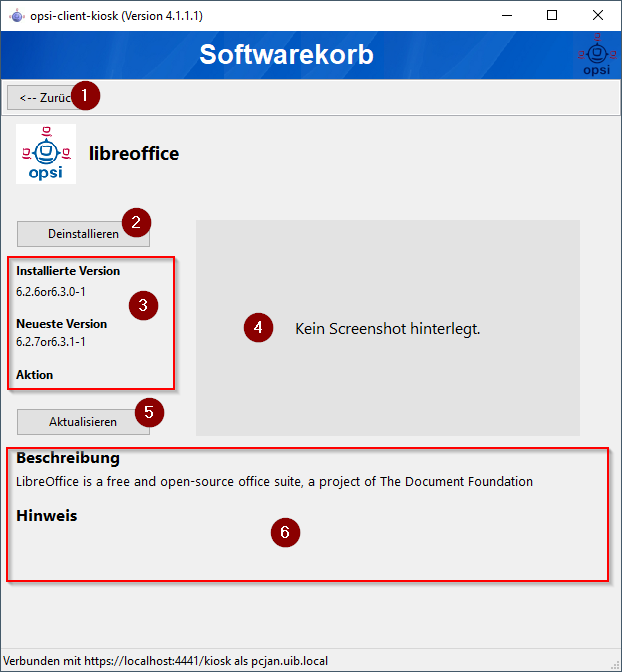 opsi-client-kiosk (Version 4.1.1.1)
Softwarekorb
opsi
<-- Zurüc
1
opsi
libreoffice
2
Deinstallieren
Installierte Version
6.2.6or6.3.0-1
3
Neueste Version
6.2.7or6.3.1-1
Aktion
4
Kein Screenshot hinterlegt.
5
Aktualisieren
Beschreibung
LibreOffice is a free and open-source office suite, a project of The Document Foundation
Hinweis
6
Verbunden mit https://localhost:4441/kiosk als pcjan.uib.local